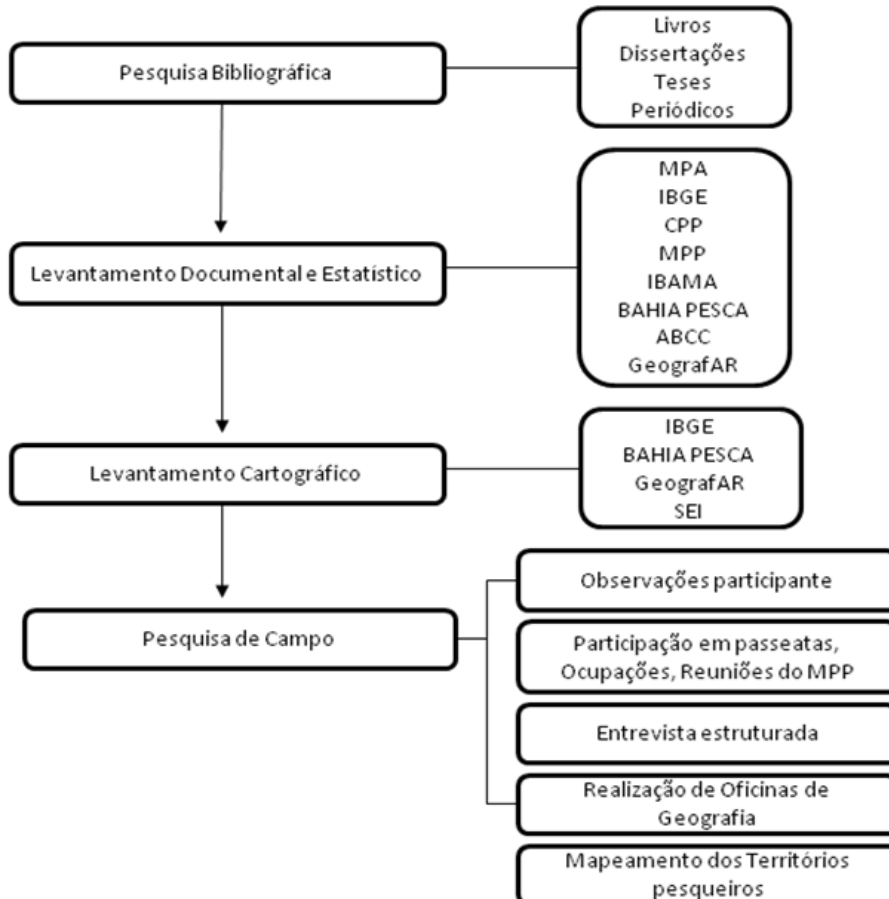 Pesquisa Bibliográfica
Livros
Dissertações
Teses
Periódicos
Levantamento Documental e Estatístico
MPA
IBGE
CPP
MPP
IBAMA
BAHIA PESCA
ABCC
GeografAR
Levantamento Cartográfico
IBGE
BAHIA PESCA
GeografAR
SEI
Pesquisa de Campo
Observações participante
Participação em passeatas,
Ocupações, Reuniões do MPP
Entrevista estruturada
Realização de Oficinas de
Geografia
Mapeamento dos Territórios
pesqueiros